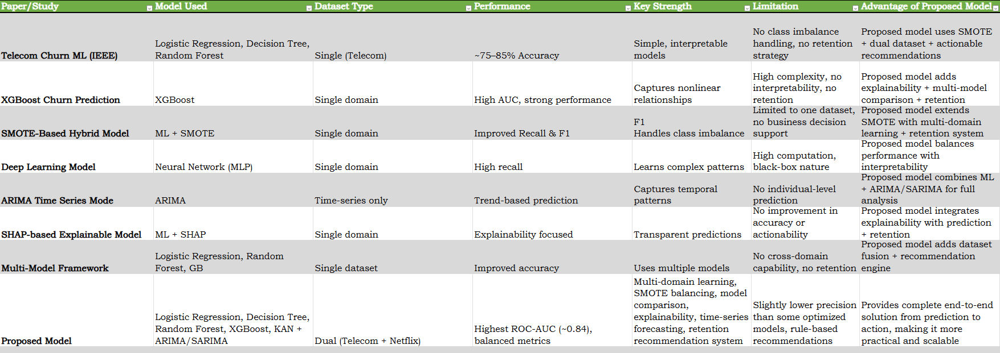 Paper/Study Model Used Dataset Type Performance Key Strength Limitation Advantage of Proposed Model
Telecom Churn ML (IEEE)
Logistic Regression, Decision Tree,
Random Forest
Single (Telecom)
~75–85% Accuracy
Simple, interpretable
models
No class imbalance
handling, no retention
strategy
Proposed model uses SMOTE
+ dual dataset + actionable
recommendations
XGBoost Churn Prediction
XGBoost
Single domain
High AUC, strong performance
Captures nonlinear
relationships
High complexity, no
interpretability, no
retention
Proposed model adds
explainability + multi-model
comparison + retention
SMOTE-Based Hybrid Model
ML + SMOTE
Single domain
Improved Recall & F1
F1
Handles class imbalance
Limited to one dataset,
no business decision
support
Proposed model extends
SMOTE with multi-domain
learning + retention system
Deep Learning Model
Neural Network (MLP)
Single domain
High recall
Learns complex patterns
High computation,
black-box nature
Proposed model balances
performance with
interpretability
ARIMA Time Series Mode
ARIMA
Time-series only
Trend-based prediction
Captures temporal
patterns
No individual-level
prediction
Proposed model combines ML
+ ARIMA/SARIMA for full
analysis
SHAP-based Explainable Model
ML + SHAP
Single domain
Explainability focused
Transparent predictions
No improvement in
accuracy or
actionability
Proposed model integrates
explainability with prediction
+ retention
Multi-Model Framework
Logistic Regression, Random
Forest, GB
Single dataset
Improved accuracy
Uses multiple models
No cross-domain
capability, no retention
Proposed model adds dataset
fusion + recommendation
engine
Proposed Model
Logistic Regression, Decision Tree,
Random Forest, XGBoost, KAN +
ARIMA/SARIMA
Dual (Telecom + Netflix)
Highest ROC-AUC (~0.84),
balanced metrics
Multi-domain learning,
SMOTE balancing, model
comparison,
explainability, time-series
forecasting, retention
recommendation system
Slightly lower precision
than some optimized
models, rule-based
recommendations
Provides complete end-to-end
solution from prediction to
action, making it more
practical and scalable